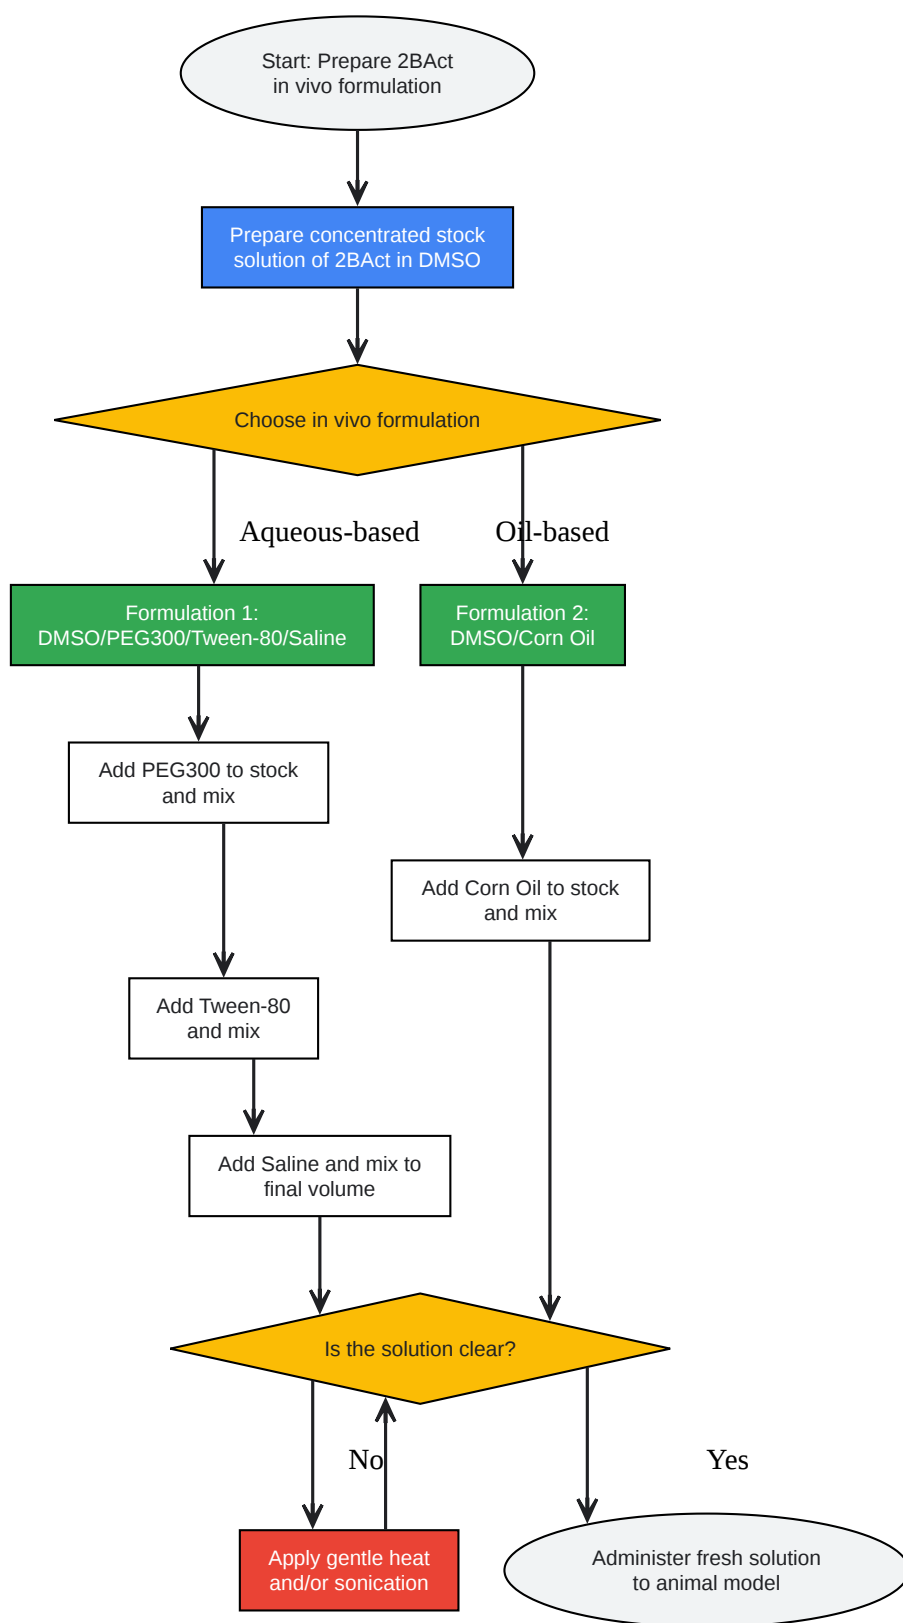 Start: Prepare 2BAct
in vivo formulation
Prepare concentrated stock
solution of 2BAct in DMSO
Choose in vivo formulation
Aqueous-based
Oil-based
Formulation 1:
DMSO/PEG300/Tween-80/Saline
Formulation 2:
DMSO/Corn Oil
Add PEG300 to stock
and mix
Add Corn Oil to stock
and mix
Add Tween-80
and mix
Add Saline and mix to
final volume
Is the solution clear?
No
Yes
Apply gentle heat
and/or sonication
Administer fresh solution
to animal model